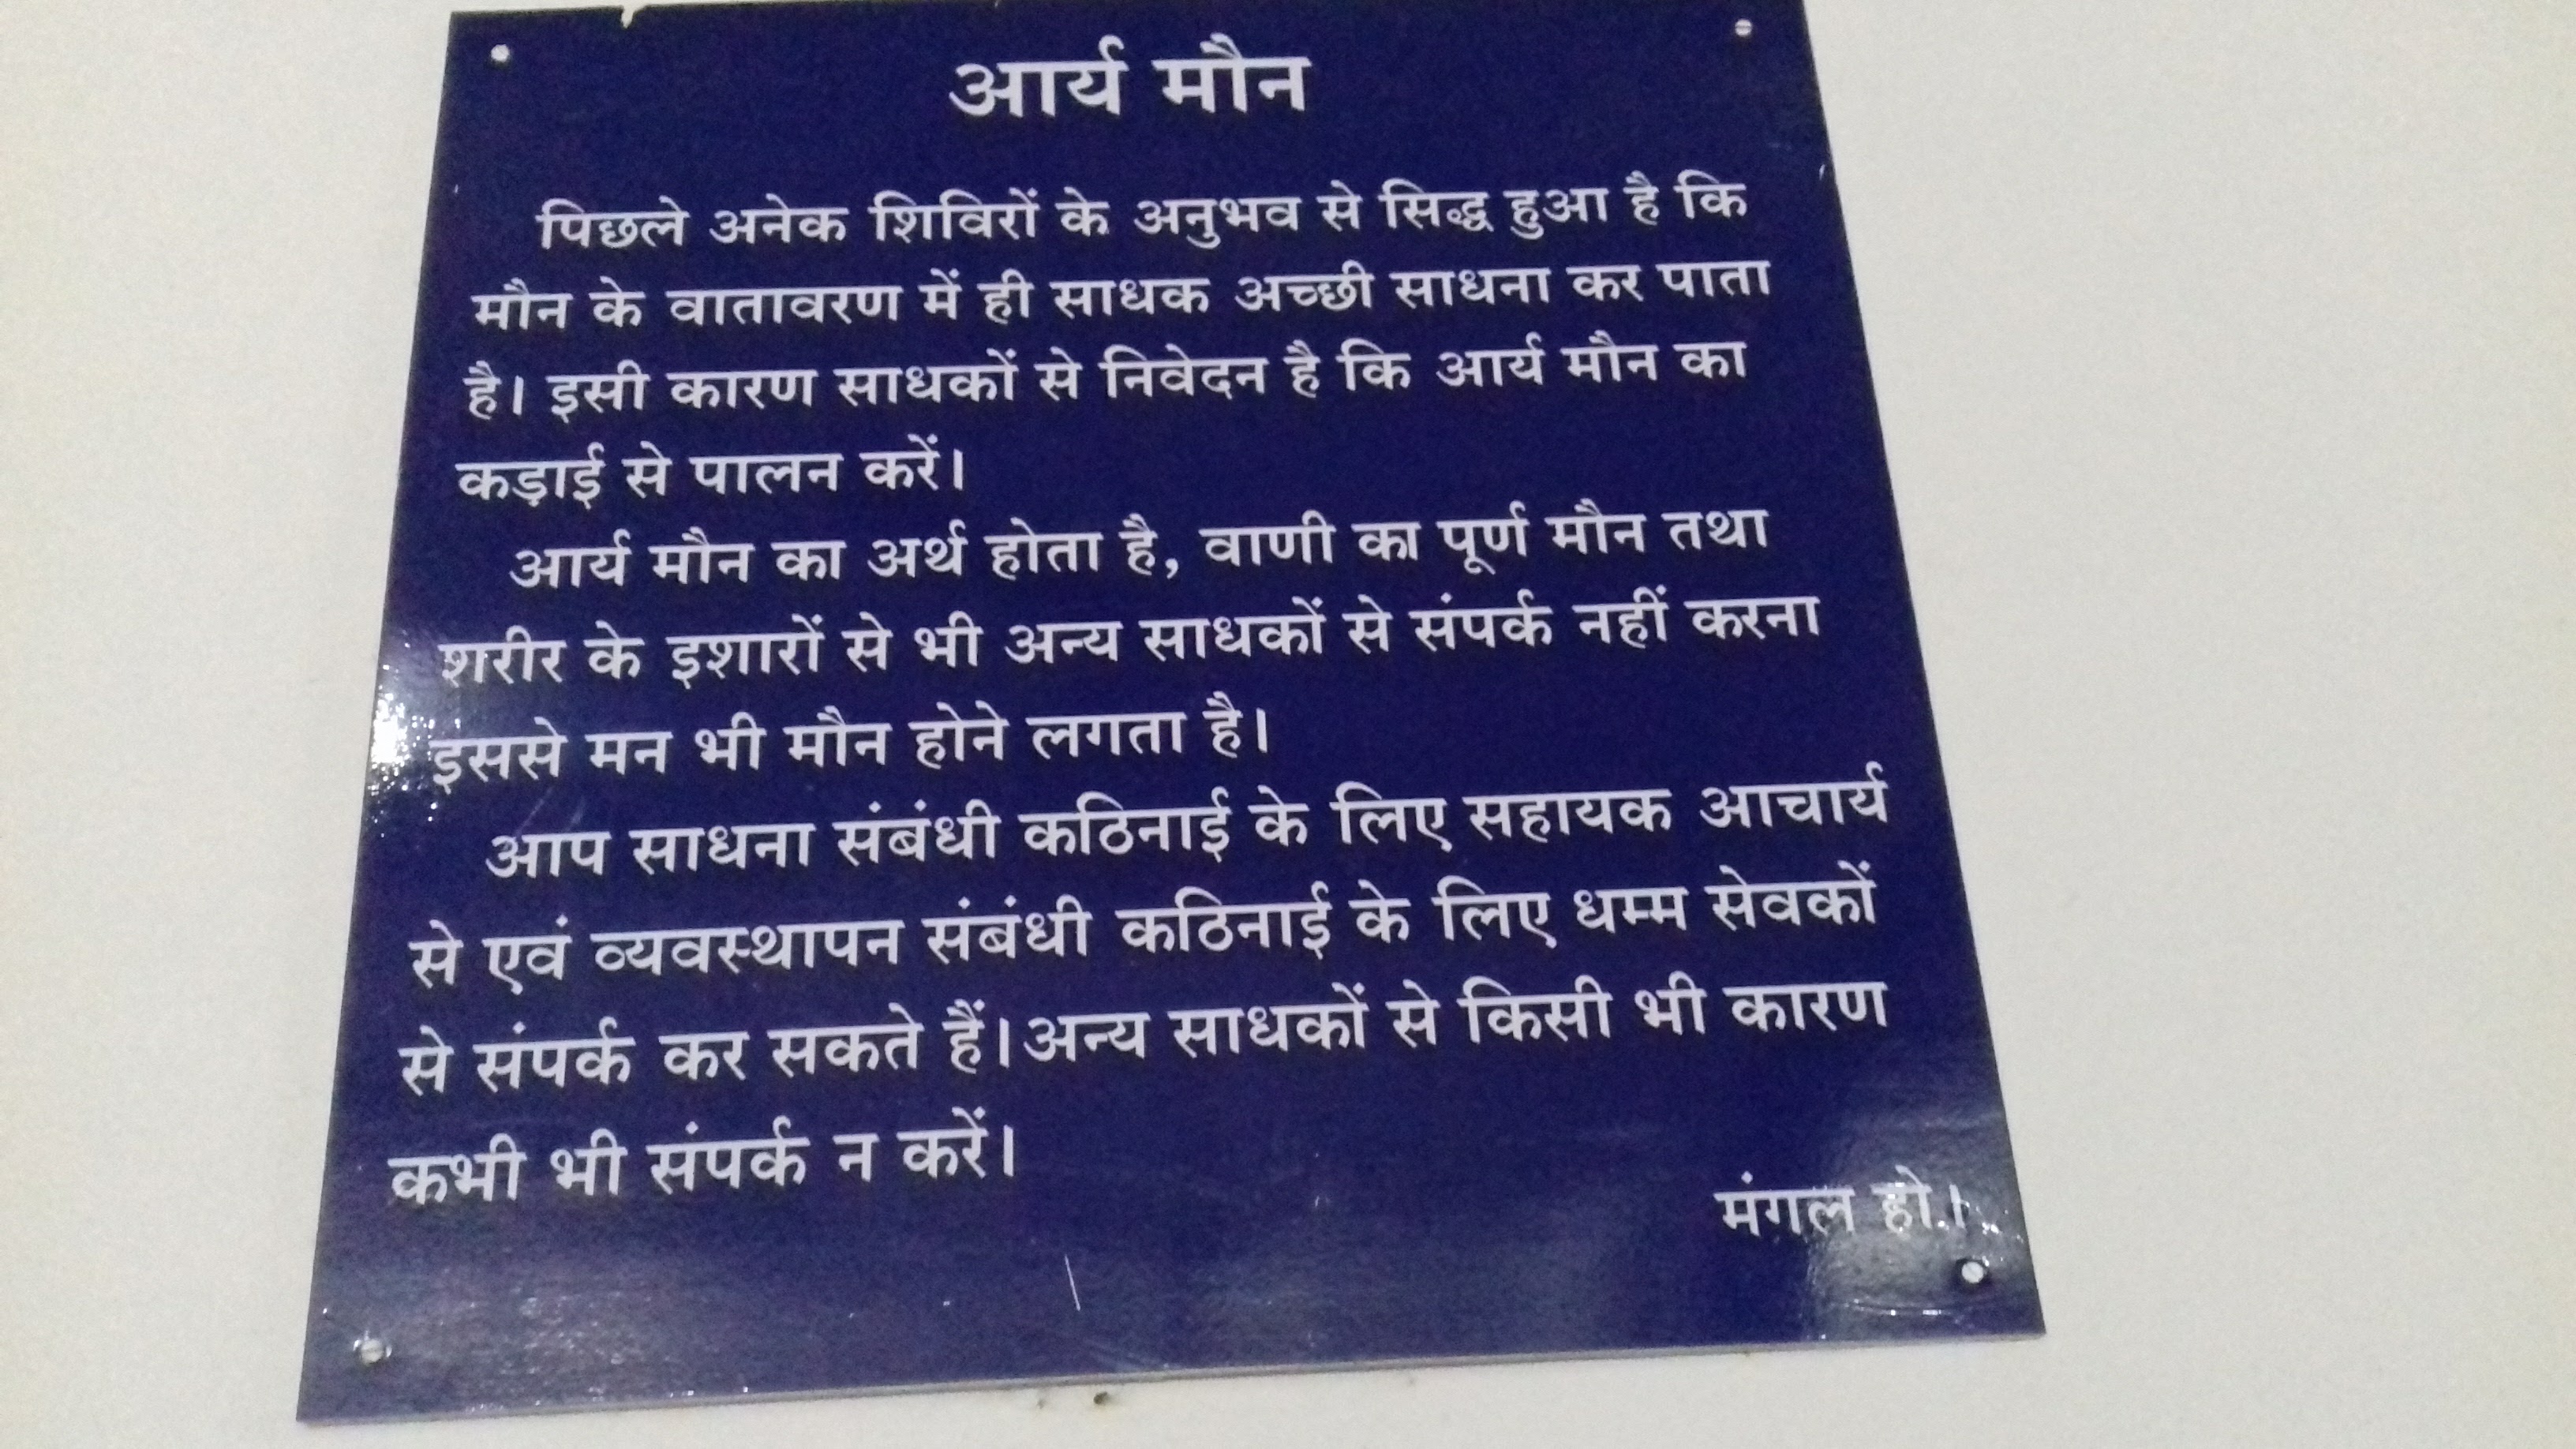 आर्य मौन
पिछले अनेक शिविरों के अनुभव से सिद्ध हुआ है कि
मौन के वातावरण में ही साधक अच्छी साधना कर पाता
है। इसी कारण साधकों से निवेदन है कि आर्य मौन का
कड़ाई से पालन करें।
आर्य मौन का अर्थ होता है, वाणी का पूर्ण मौन तथा
शरीर के इशारों से भी अन्य साधकों से संपर्क नहीं करना
इससे मन भी मौन होने लगता है।
आप साधना संबंधी कठिनाई के लिए सहायक आचार्य
से एवं व्यवस्थापन संबंधी कठिनाई के लिए धम्म सेवकों
से संपर्क कर सकते हैं।अन्य साधकों से किसी भी कारण
कभी भी संपर्क न करें।
मंगल हो।